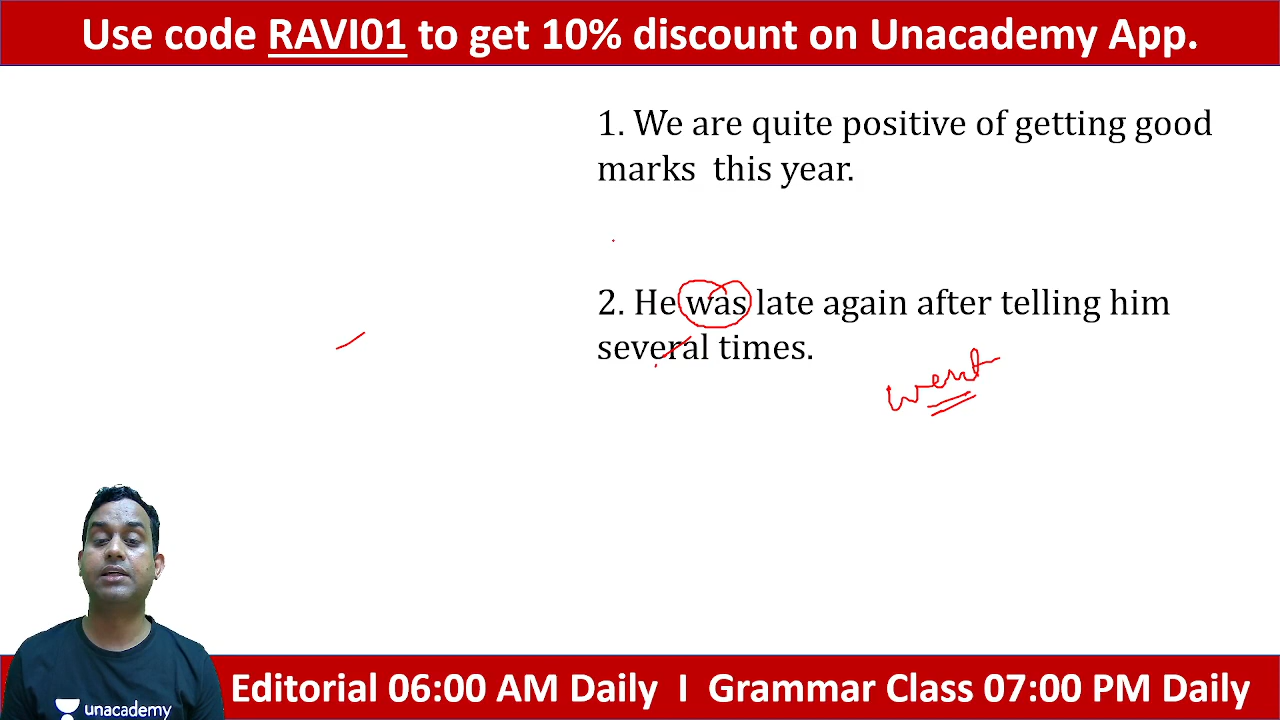 Use code RAVI01 to get 10% discount on Unacademy App.
1. We are quite positive of getting good
marks this year.
2. He was late again after telling him
several times.
went
unacademy
Editorial 06:00 AM Daily I Grammar Class 07:00 PM Daily